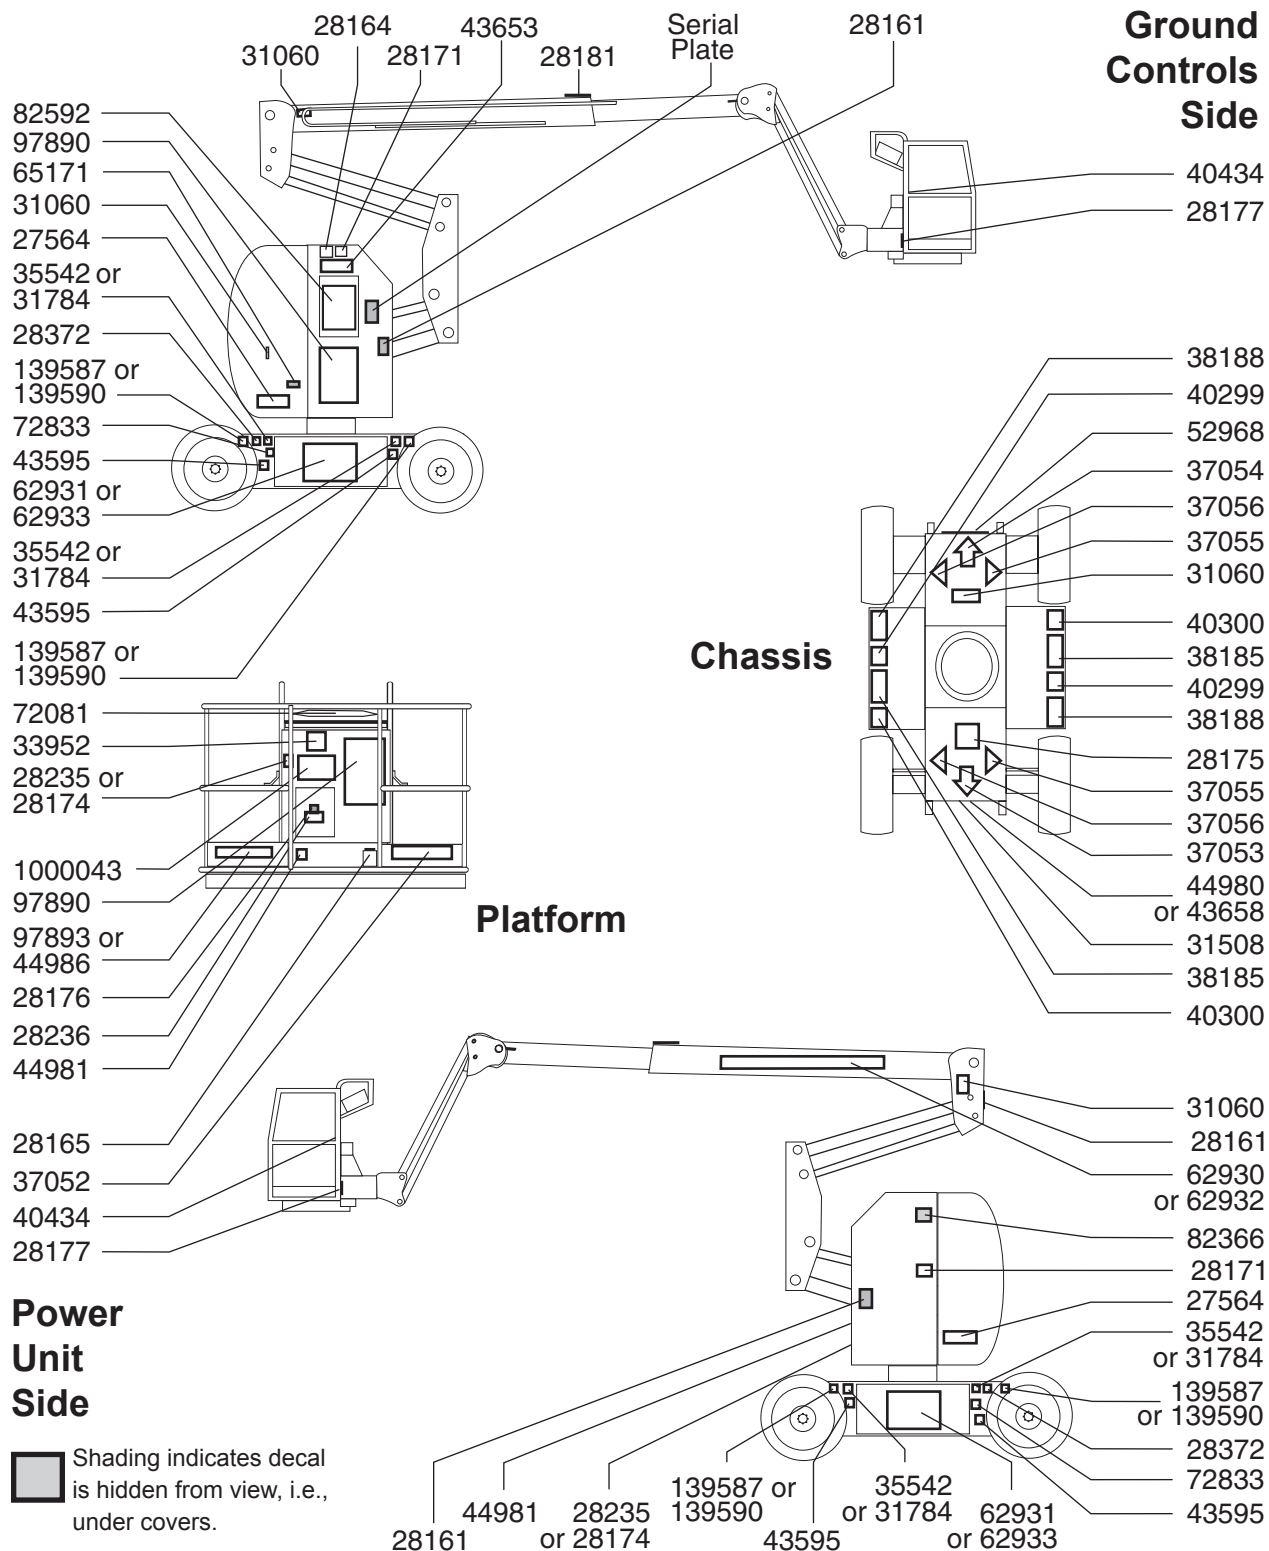 28164
43653
Serial
Plate
28161
31060
28171
28181
Ground
Controls
Side
82592
97890
65171
31060
27564
35542 or
31784
28372
139587 or
139590
72833
43595
62931 or
62933
35542 or
31784
43595
139587 or
139590
40434
28177
Chassis
38188
40299
52968
37054
37056
37055
31060
40300
38185
40299
38188
28175
37055
37056
37053
44980
or 43658
31508
38185
40300
72081
33952
28235 or
28174
1000043
97890
97893 or
44986
28176
28236
44981
28165
37052
Platform
40434
28177
31060
28161
62930
or 62932
82366
28171
27564
35542
or 31784
139587
or 139590
28372
72833
43595
Power
Unit
Side
Shading indicates decal
is hidden from view, i.e.,
under covers.
28161
44981
28235
or 28174
139587 or
139590
43595
35542
or 31784
62931
or 62933